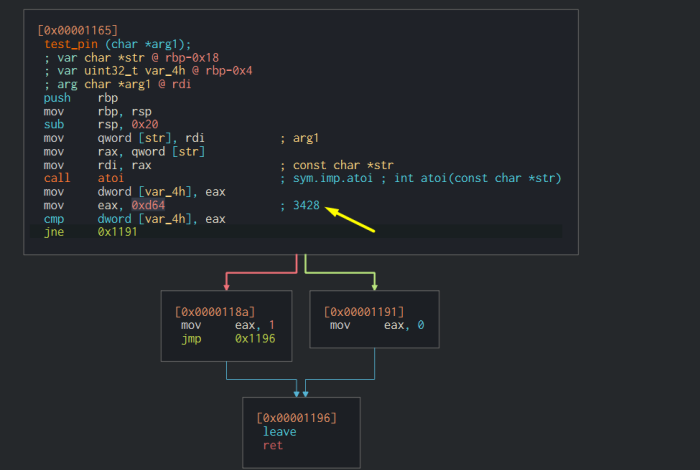 [0x00001165]
test_pin (char *arg1);
; var char *str @ rbp-0x18
; var uint32_t var_4h @ rbp-0x4
; arg char *arg1 @ rdi
push rbp
mov rbp, rsp
sub rsp, 0x20
mov qword [str], rdi ; arg1
mov rax, qword [str]
mov rdi, rax ; const char *str
call atoi ; sym.imp.atoi ; int atoi(const char *str)
mov dword [var_4h], eax
mov eax, 0xd64 ; 3428
cmp dword [var_4h], eax
jne 0x1191
[0x0000118a]
mov eax, 1
jmp 0x1196
[0x00001191]
mov eax, 0
[0x00001196]
leave
ret